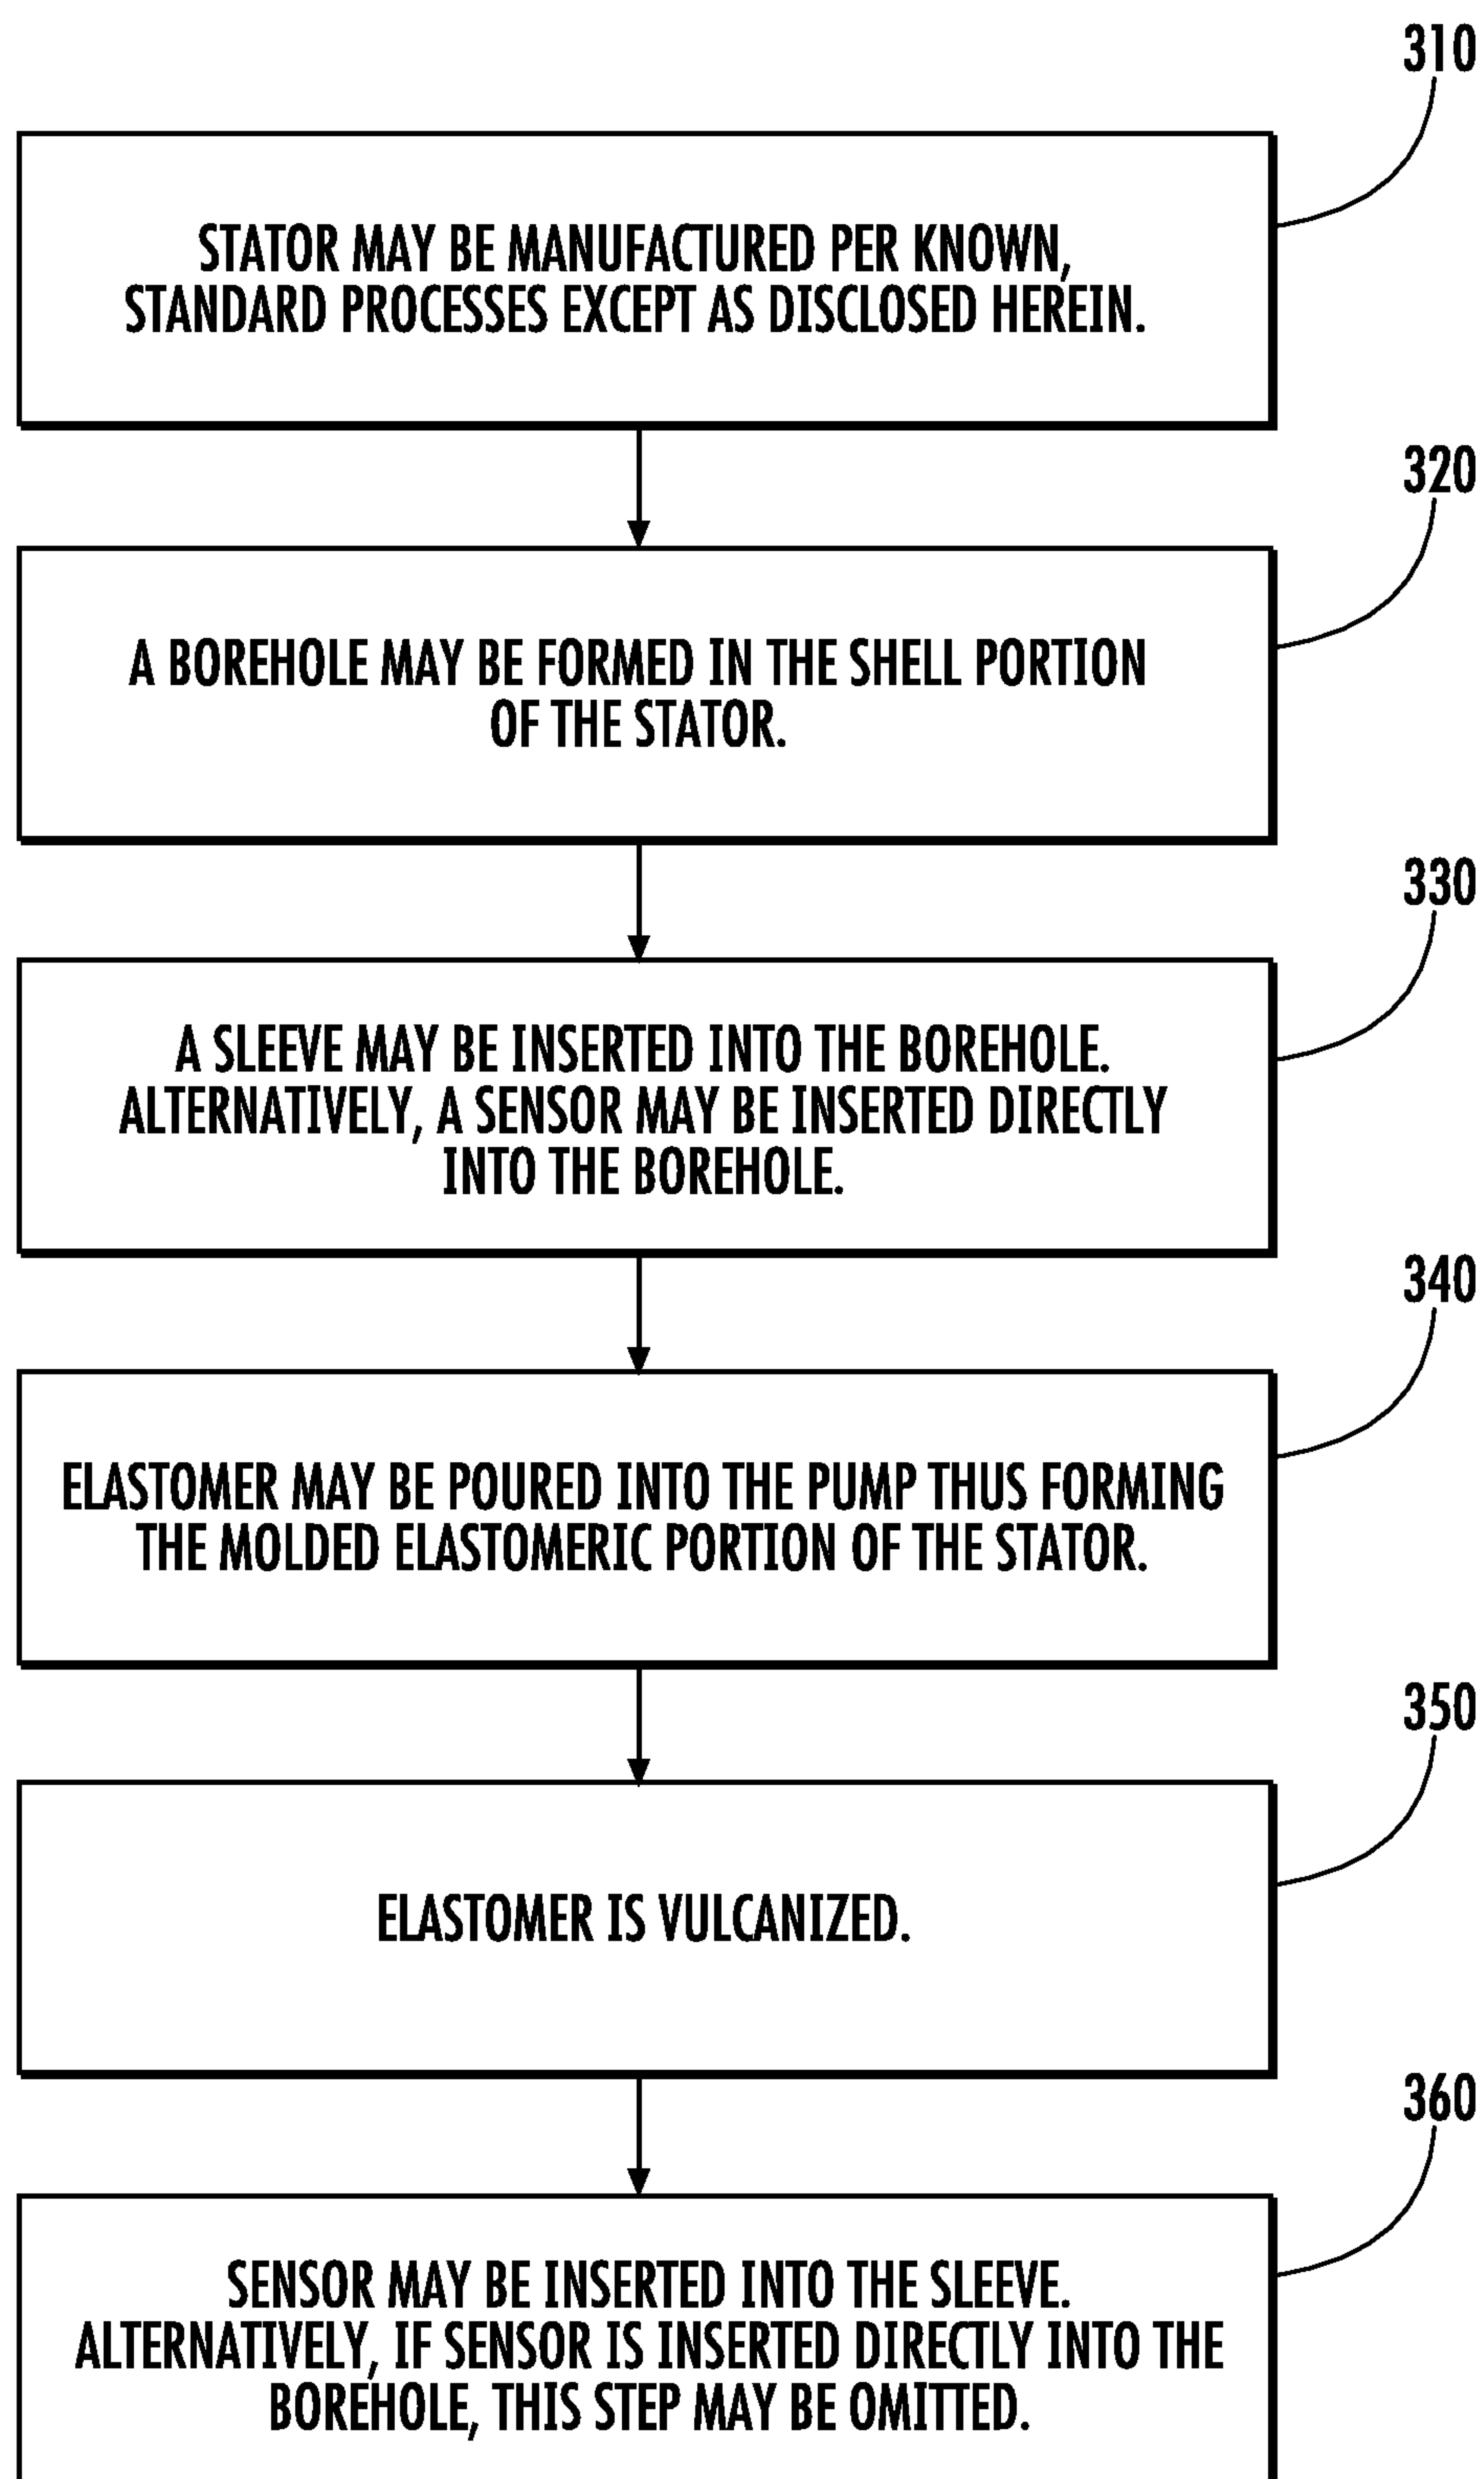 310
STATOR MAY BE MANUFACTURED PER KNOWN,
STANDARD PROCESSES EXCEPT AS DISCLOSED HEREIN.
320
A BOREHOLE MAY BE FORMED IN THE SHELL PORTION
OF THE STATOR.
330
A SLEEVE MAY BE INSERTED INTO THE BOREHOLE.
ALTERNATIVELY, A SENSOR MAY BE INSERTED DIRECTLY
INTO THE BOREHOLE.
340
ELASTOMER MAY BE POURED INTO THE PUMP THUS FORMING
THE MOLDED ELASTOMERIC PORTION OF THE STATOR.
350
ELASTOMER IS VULCANIZED.
360
SENSOR MAY BE INSERTED INTO THE SLEEVE.
ALTERNATIVELY, IF SENSOR IS INSERTED DIRECTLY INTO THE
BOREHOLE, THIS STEP MAY BE OMITTED.